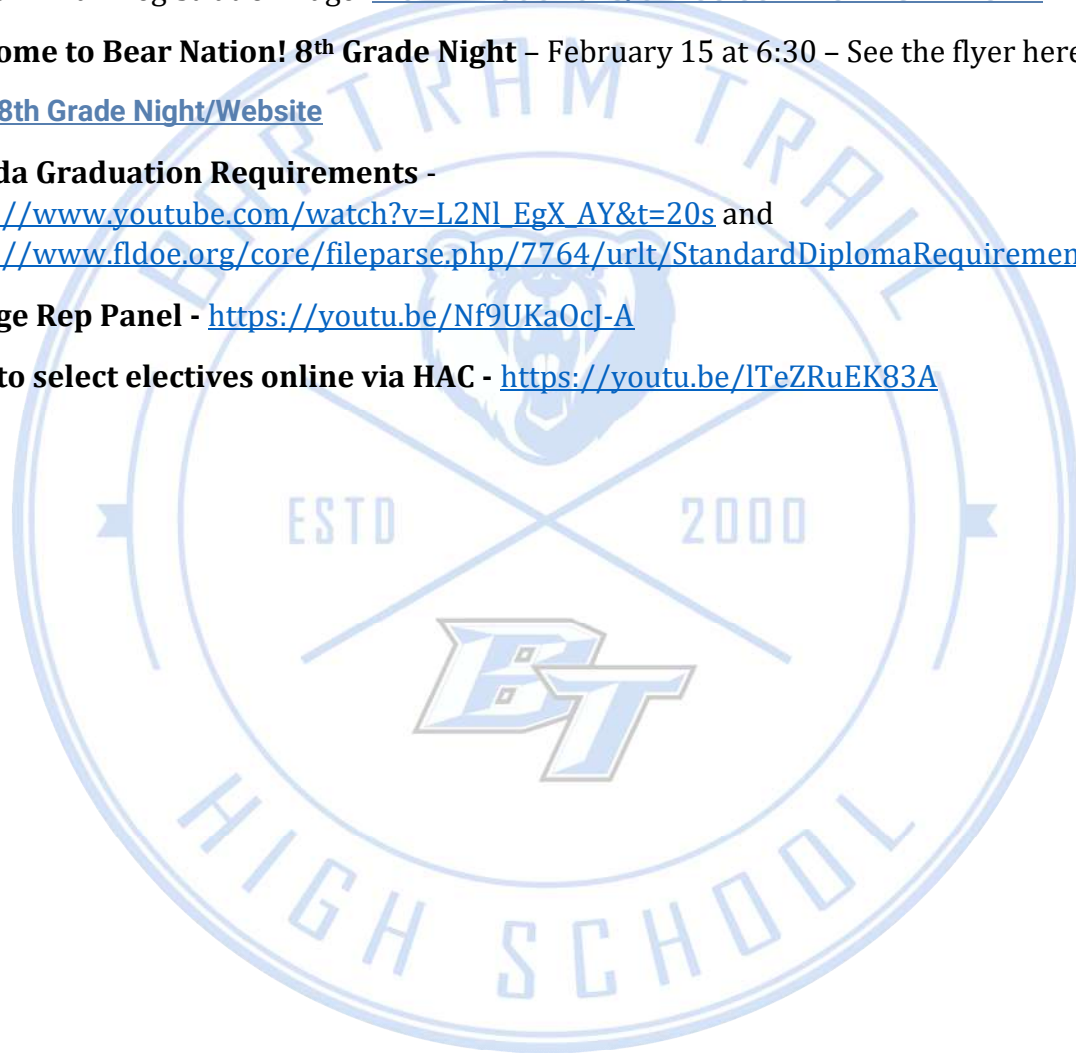 ome to Bear Nation! 8th Grade Night – February 15 at 6:30 – See the flyer here
8th Grade Night/Website
da Graduation Requirements -
://www.youtube.com/watch?v=L2Nl_EgX_AY&t=20s and
://www.fldoe.org/core/fileparse.php/7764/urlt/StandardDiplomaRequiremen
ge Rep Panel - https://youtu.be/Nf9UKaOcJ-A
to select electives online via HAC - https://youtu.be/lTeZRuEK83A
BARTRAM TRAIL
ESTD 2000
BT
HIGH SCHOOL